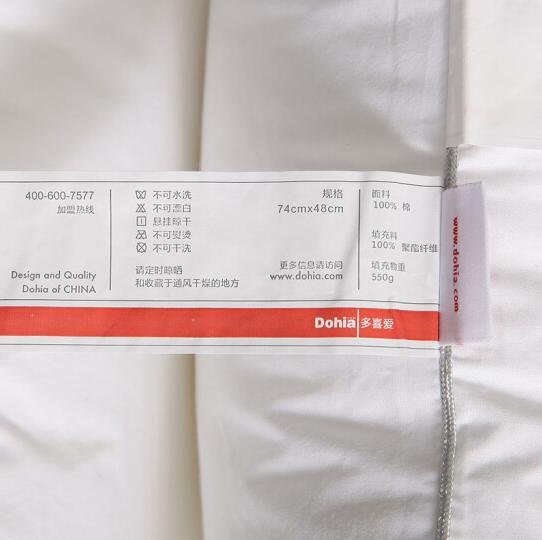 400-600-7577
加盟热线
Design and Quality
Dohia of CHINA
不可水洗
不可漂白
悬挂晾干
不可熨烫
不可干洗
请定时晾晒
和收藏于通风干燥的地方
规格
74cmx48cm
更多信息请访问
www.dohia.com
面料
100% 棉
填充料
100% 聚酯纤维
填充物重
550g
Dohia 多喜爱
www.dohia.com